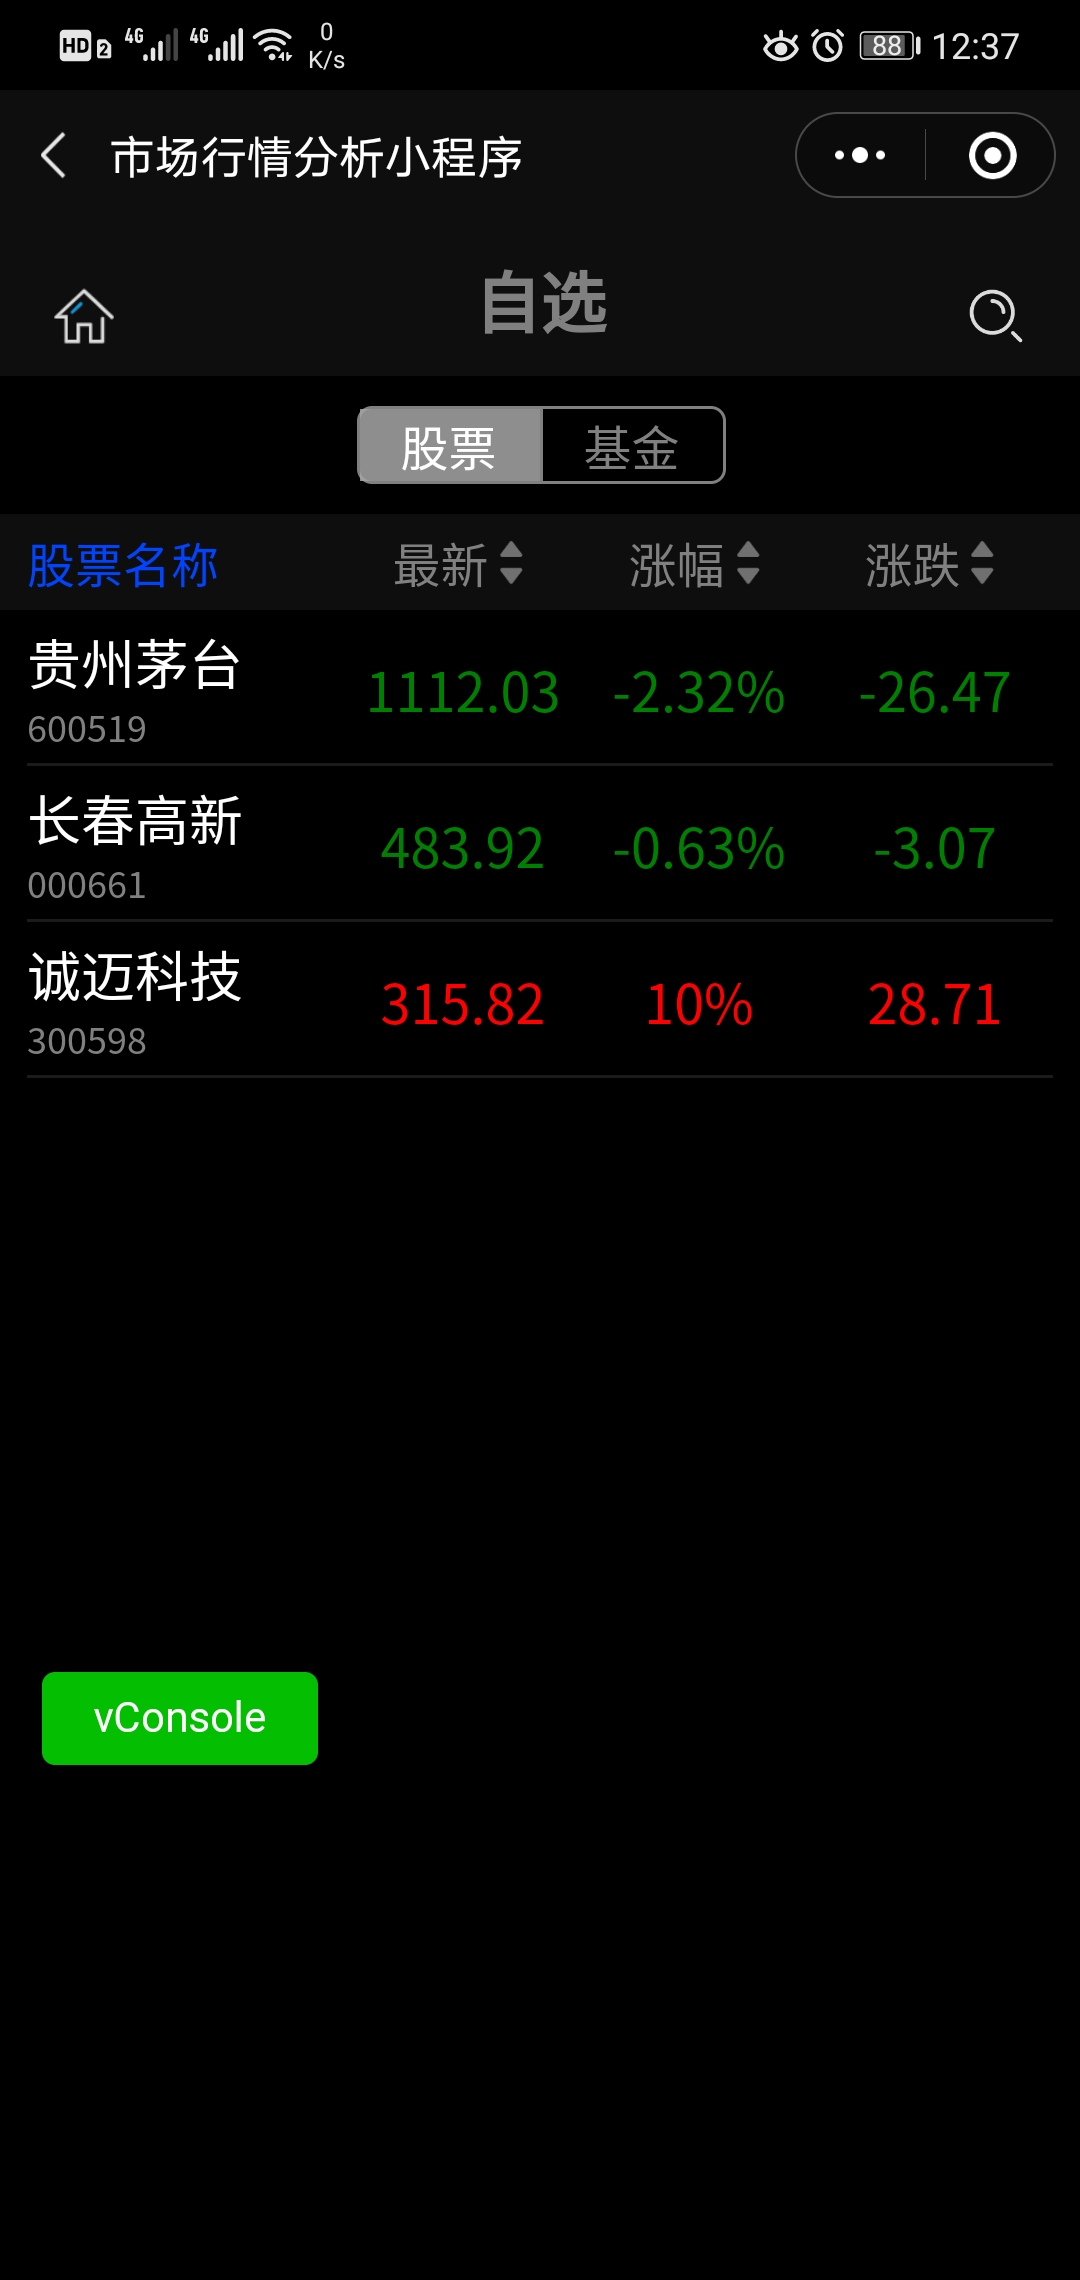 HD 2 4G 4G 0 K/s 88 12:37
市场行情分析小程序
自选
股票 基金
股票名称 最新 涨幅 涨跌
贵州茅台 1112.03 -2.32% -26.47
600519
长春高新 483.92 -0.63% -3.07
000661
诚迈科技 315.82 10% 28.71
300598
vConsole